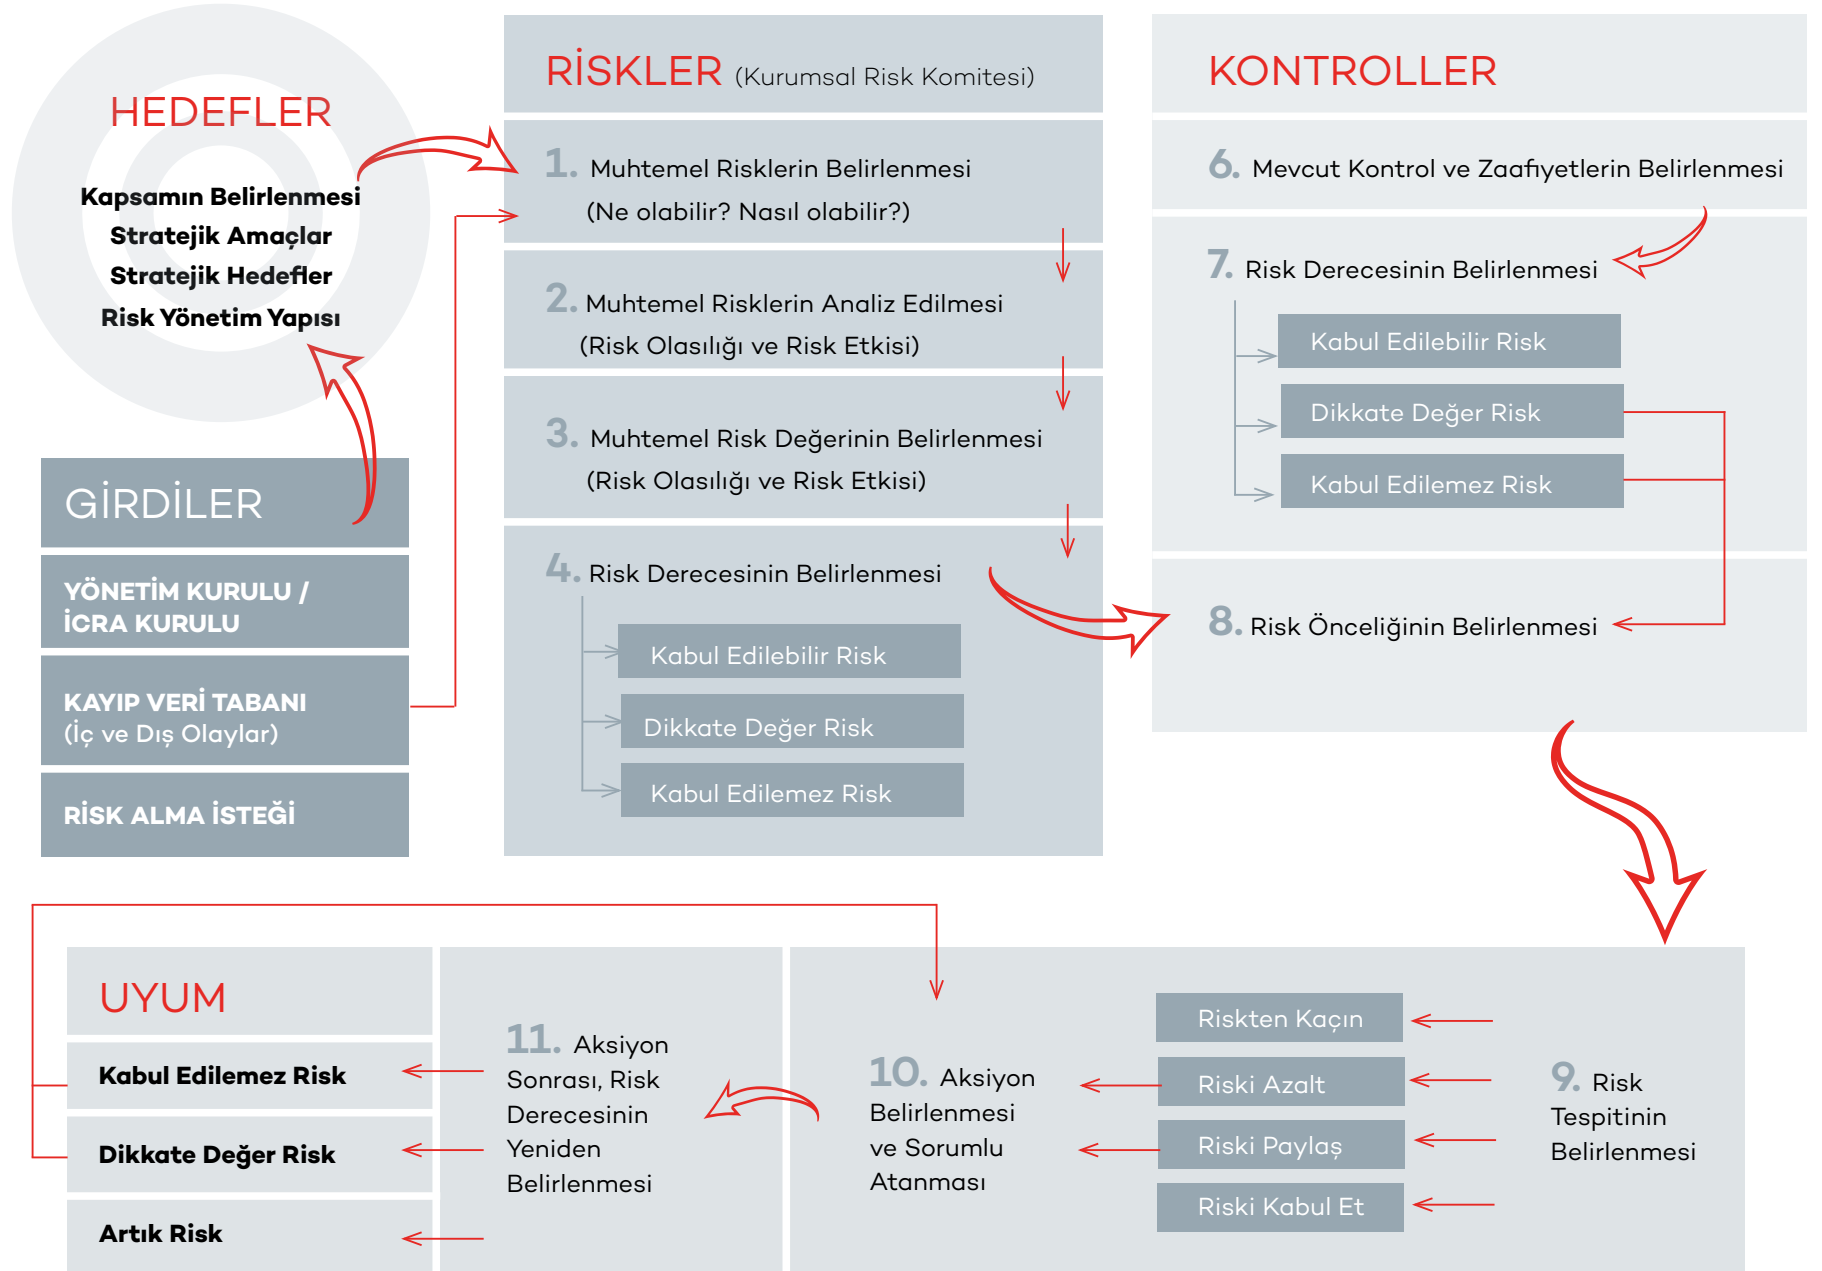 HEDEFLER
Kapsamın Belirlenmesi
Stratejik Amaçlar
Stratejik Hedefler
Risk Yönetim Yapısı
GİRDİLER
YÖNETİM KURULU /
İCRA KURULU
KAYIP VERİ TABANI
(İç ve Dış Olaylar)
RİSK ALMA İSTEĞİ
RİSKLER (Kurumsal Risk Komitesi)
1. Muhtemel Risklerin Belirlenmesi
(Ne olabilir? Nasıl olabilir?)
2. Muhtemel Risklerin Analiz Edilmesi
(Risk Olasılığı ve Risk Etkisi)
3. Muhtemel Risk Değerinin Belirlenmesi
(Risk Olasılığı ve Risk Etkisi)
4. Risk Derecesinin Belirlenmesi
Kabul Edilebilir Risk
Dikkate Değer Risk
Kabul Edilemez Risk
KONTROLLER
6. Mevcut Kontrol ve Zaafiyetlerin Belirlenmesi
7. Risk Derecesinin Belirlenmesi
Kabul Edilebilir Risk
Dikkate Değer Risk
Kabul Edilemez Risk
8. Risk Önceliğinin Belirlenmesi
9. Risk
Tespitinin
Belirlenmesi
Riskten Kaçın
Riski Azalt
Riski Paylaş
Riski Kabul Et
10. Aksiyon
Belirlenmesi
ve Sorumlu
Atanması
11. Aksiyon
Sonrası, Risk
Derecesinin
Yeniden
Belirlenmesi
UYUM
Kabul Edilemez Risk
Dikkate Değer Risk
Artık Risk